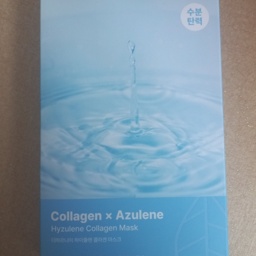 수분
탄력
Collagen × Azulene
Hyzulene Collagen Mask